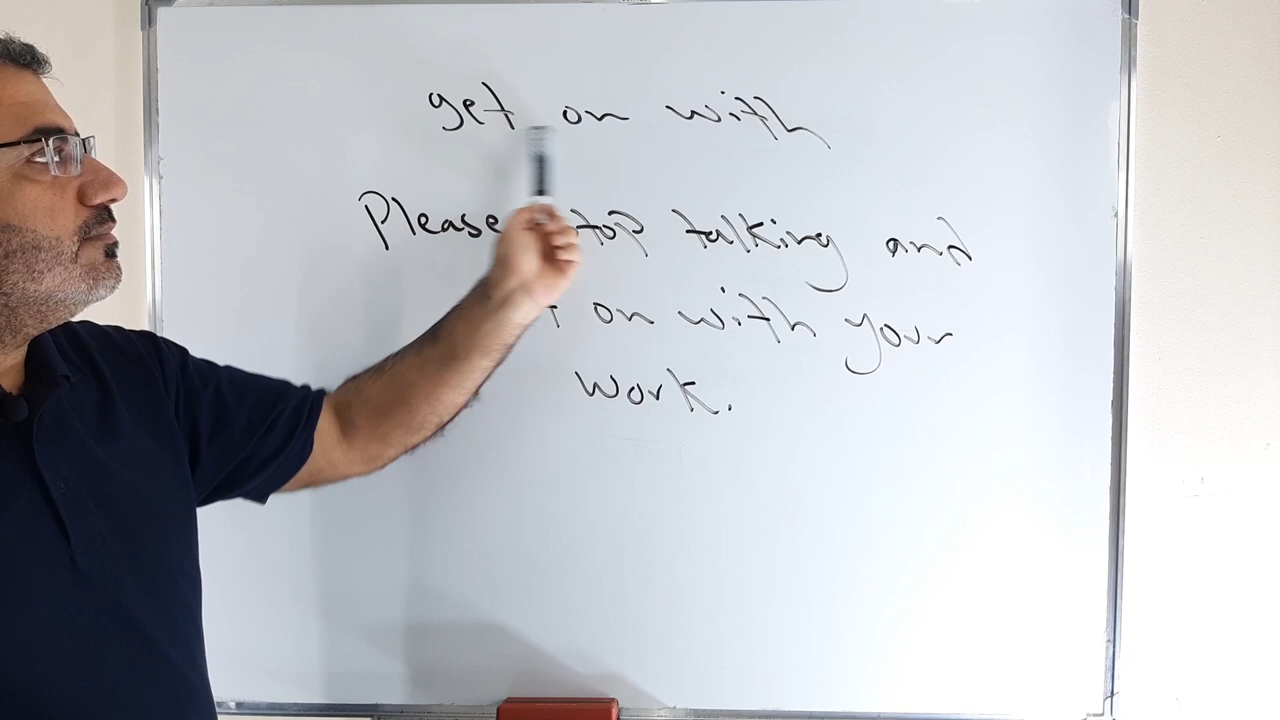 get on with
Please stop talking and
get on with your
work.